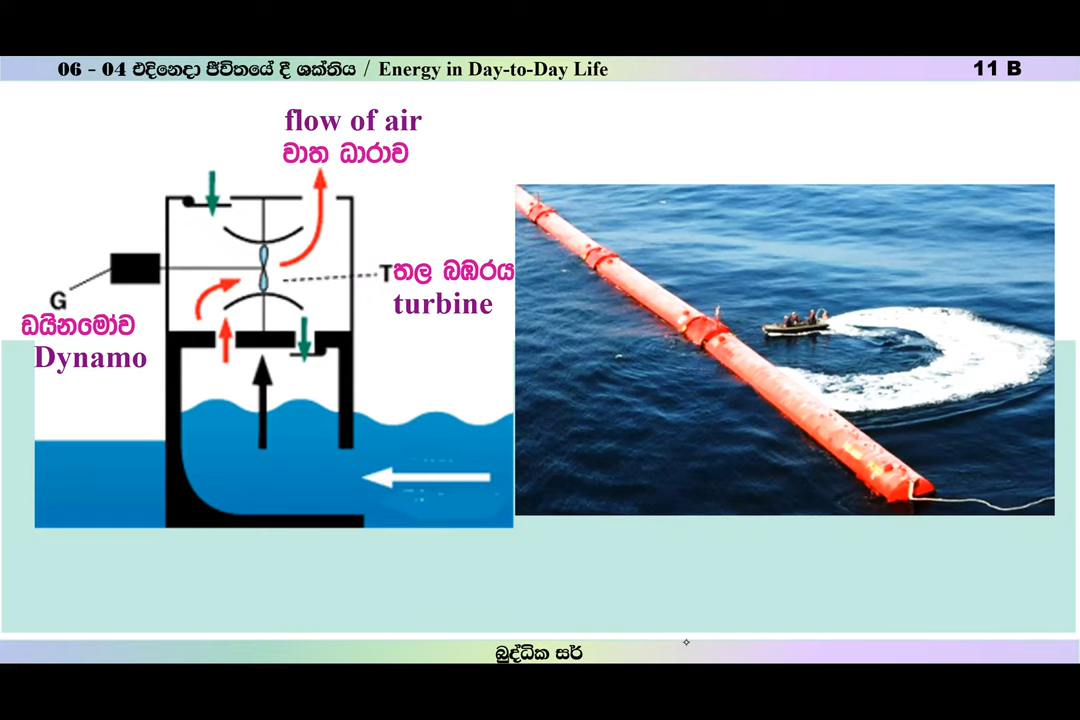 06 - 04 එදිනෙදා ජීවිතයේ දී ශක්තිය / Energy in Day-to-Day Life
11 B
flow of air
වාත ධාරාව
T
තල බඹරය
turbine
G
ඩයිනමෝව
Dynamo
බුද්ධික සර්